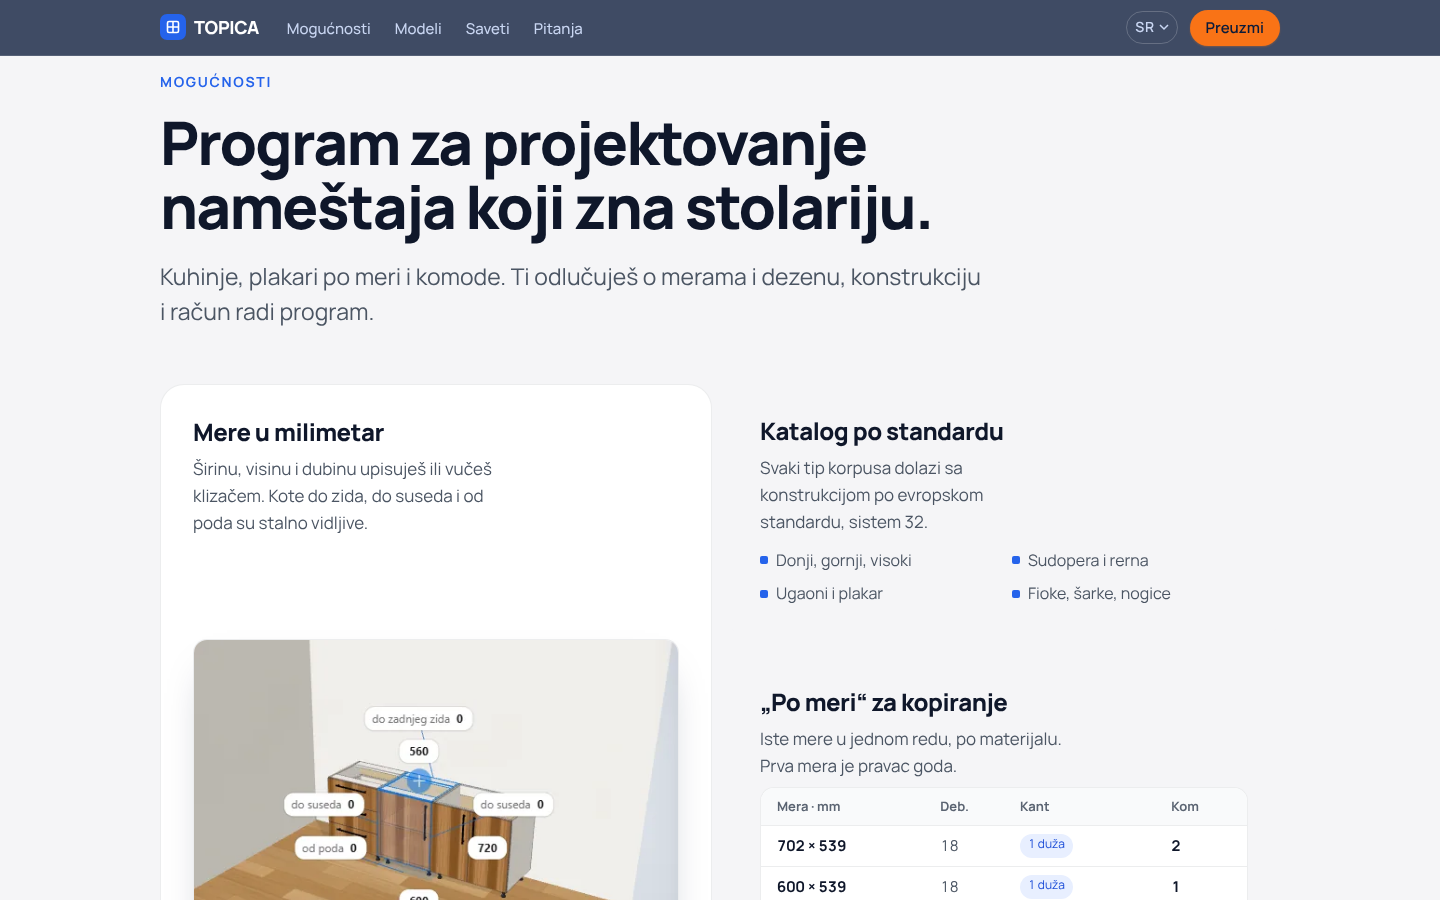 TOPICA
Mogućnosti
Modeli
Saveti
Pitanja
SR
Preuzmi
MOGUĆNOSTI
Program za projektovanje
nameštaja koji zna stolariju.
Kuhinje, plakari po meri i komode. Ti odlučuješ o merama i dezenu, konstrukciju
i račun radi program.
Mere u milimetar
Širinu, visinu i dubinu upisuješ ili vučeš
klizačem. Kote do zida, do suseda i od
poda su stalno vidljive.
do zadnjeg zida 0
560
do suseda 0
do suseda 0
od poda 0
720
600
Katalog po standardu
Svaki tip korpusa dolazi sa
konstrukcijom po evropskom
standardu, sistem 32.
Donji, gornji, visoki
Sudopera i rerna
Ugaoni i plakar
Fioke, šarke, nogice
„Po meri“ za kopiranje
Iste mere u jednom redu, po materijalu.
Prva mera je pravac goda.
Mera · mm Deb. Kant Kom
702 × 539 18 1 duža 2
600 × 539 18 1 duža 1